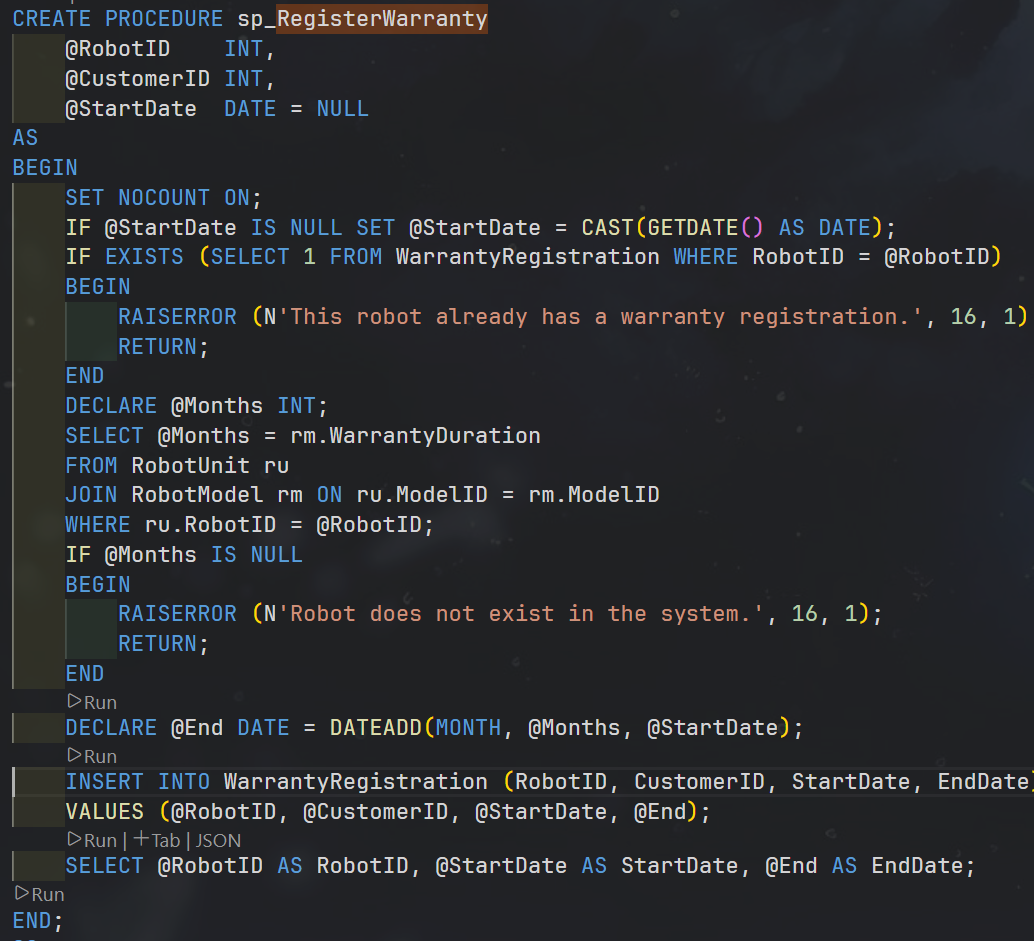 CREATE PROCEDURE sp_RegisterWarranty
@RobotID    INT,
@CustomerID INT,
@StartDate  DATE = NULL
AS
BEGIN
SET NOCOUNT ON;
IF @StartDate IS NULL SET @StartDate = CAST(GETDATE() AS DATE);
IF EXISTS (SELECT 1 FROM WarrantyRegistration WHERE RobotID = @RobotID)
BEGIN
RAISERROR (N'This robot already has a warranty registration.', 16, 1)
RETURN;
END
DECLARE @Months INT;
SELECT @Months = rm.WarrantyDuration
FROM RobotUnit ru
JOIN RobotModel rm ON ru.ModelID = rm.ModelID
WHERE ru.RobotID = @RobotID;
IF @Months IS NULL
BEGIN
RAISERROR (N'Robot does not exist in the system.', 16, 1);
RETURN;
END
▷Run
DECLARE @End DATE = DATEADD(MONTH, @Months, @StartDate);
▷Run
INSERT INTO WarrantyRegistration (RobotID, CustomerID, StartDate, EndDate)
VALUES (@RobotID, @CustomerID, @StartDate, @End);
▷Run | +Tab | JSON
SELECT @RobotID AS RobotID, @StartDate AS StartDate, @End AS EndDate;
▷Run
END;